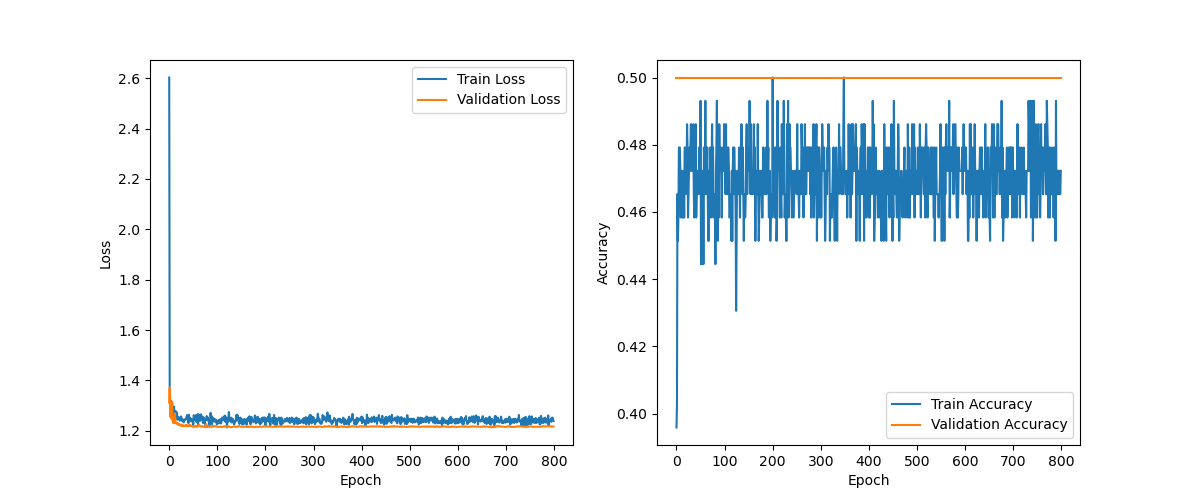 2.6
2.4
2.2
2.0
1.8
1.6
1.4
1.2
Loss
0 100 200 300 400 500 600 700 800
Epoch
Train Loss
Validation Loss
0.50
0.48
0.46
0.44
0.42
0.40
Accuracy
0 100 200 300 400 500 600 700 800
Epoch
Train Accuracy
Validation Accuracy